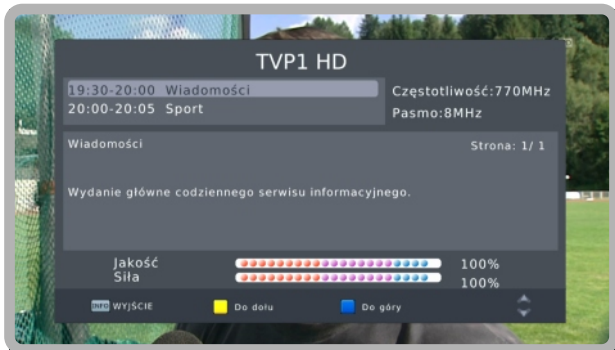 TVP1 HD
19:30-20:00 Wiadomości
20:00-20:05 Sport
Częstotliwość:770MHz
Pasmo:8MHz
Wiadomości
Strona: 1/ 1
Wydanie główne codziennego serwisu informacyjnego.
Jakość 100%
Siła 100%
INFO WYJŚCIE Do dołu Do góry